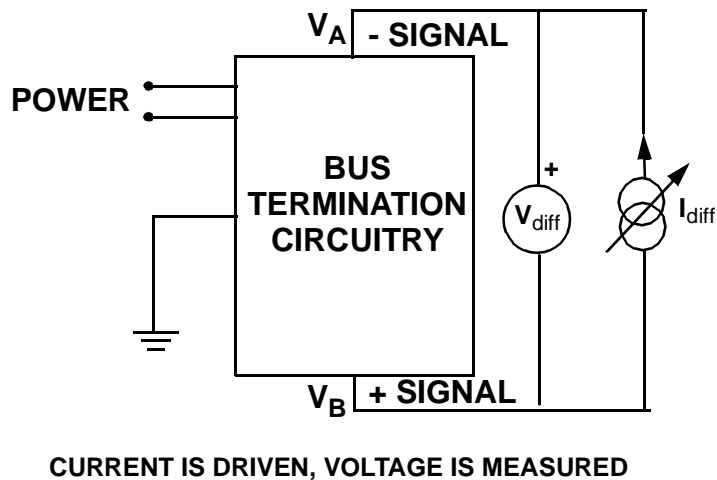 VA - SIGNAL
POWER
BUS
TERMINATION
CIRCUITRY
+
Vdiff
Idiff
VB + SIGNAL
CURRENT IS DRIVEN, VOLTAGE IS MEASURED